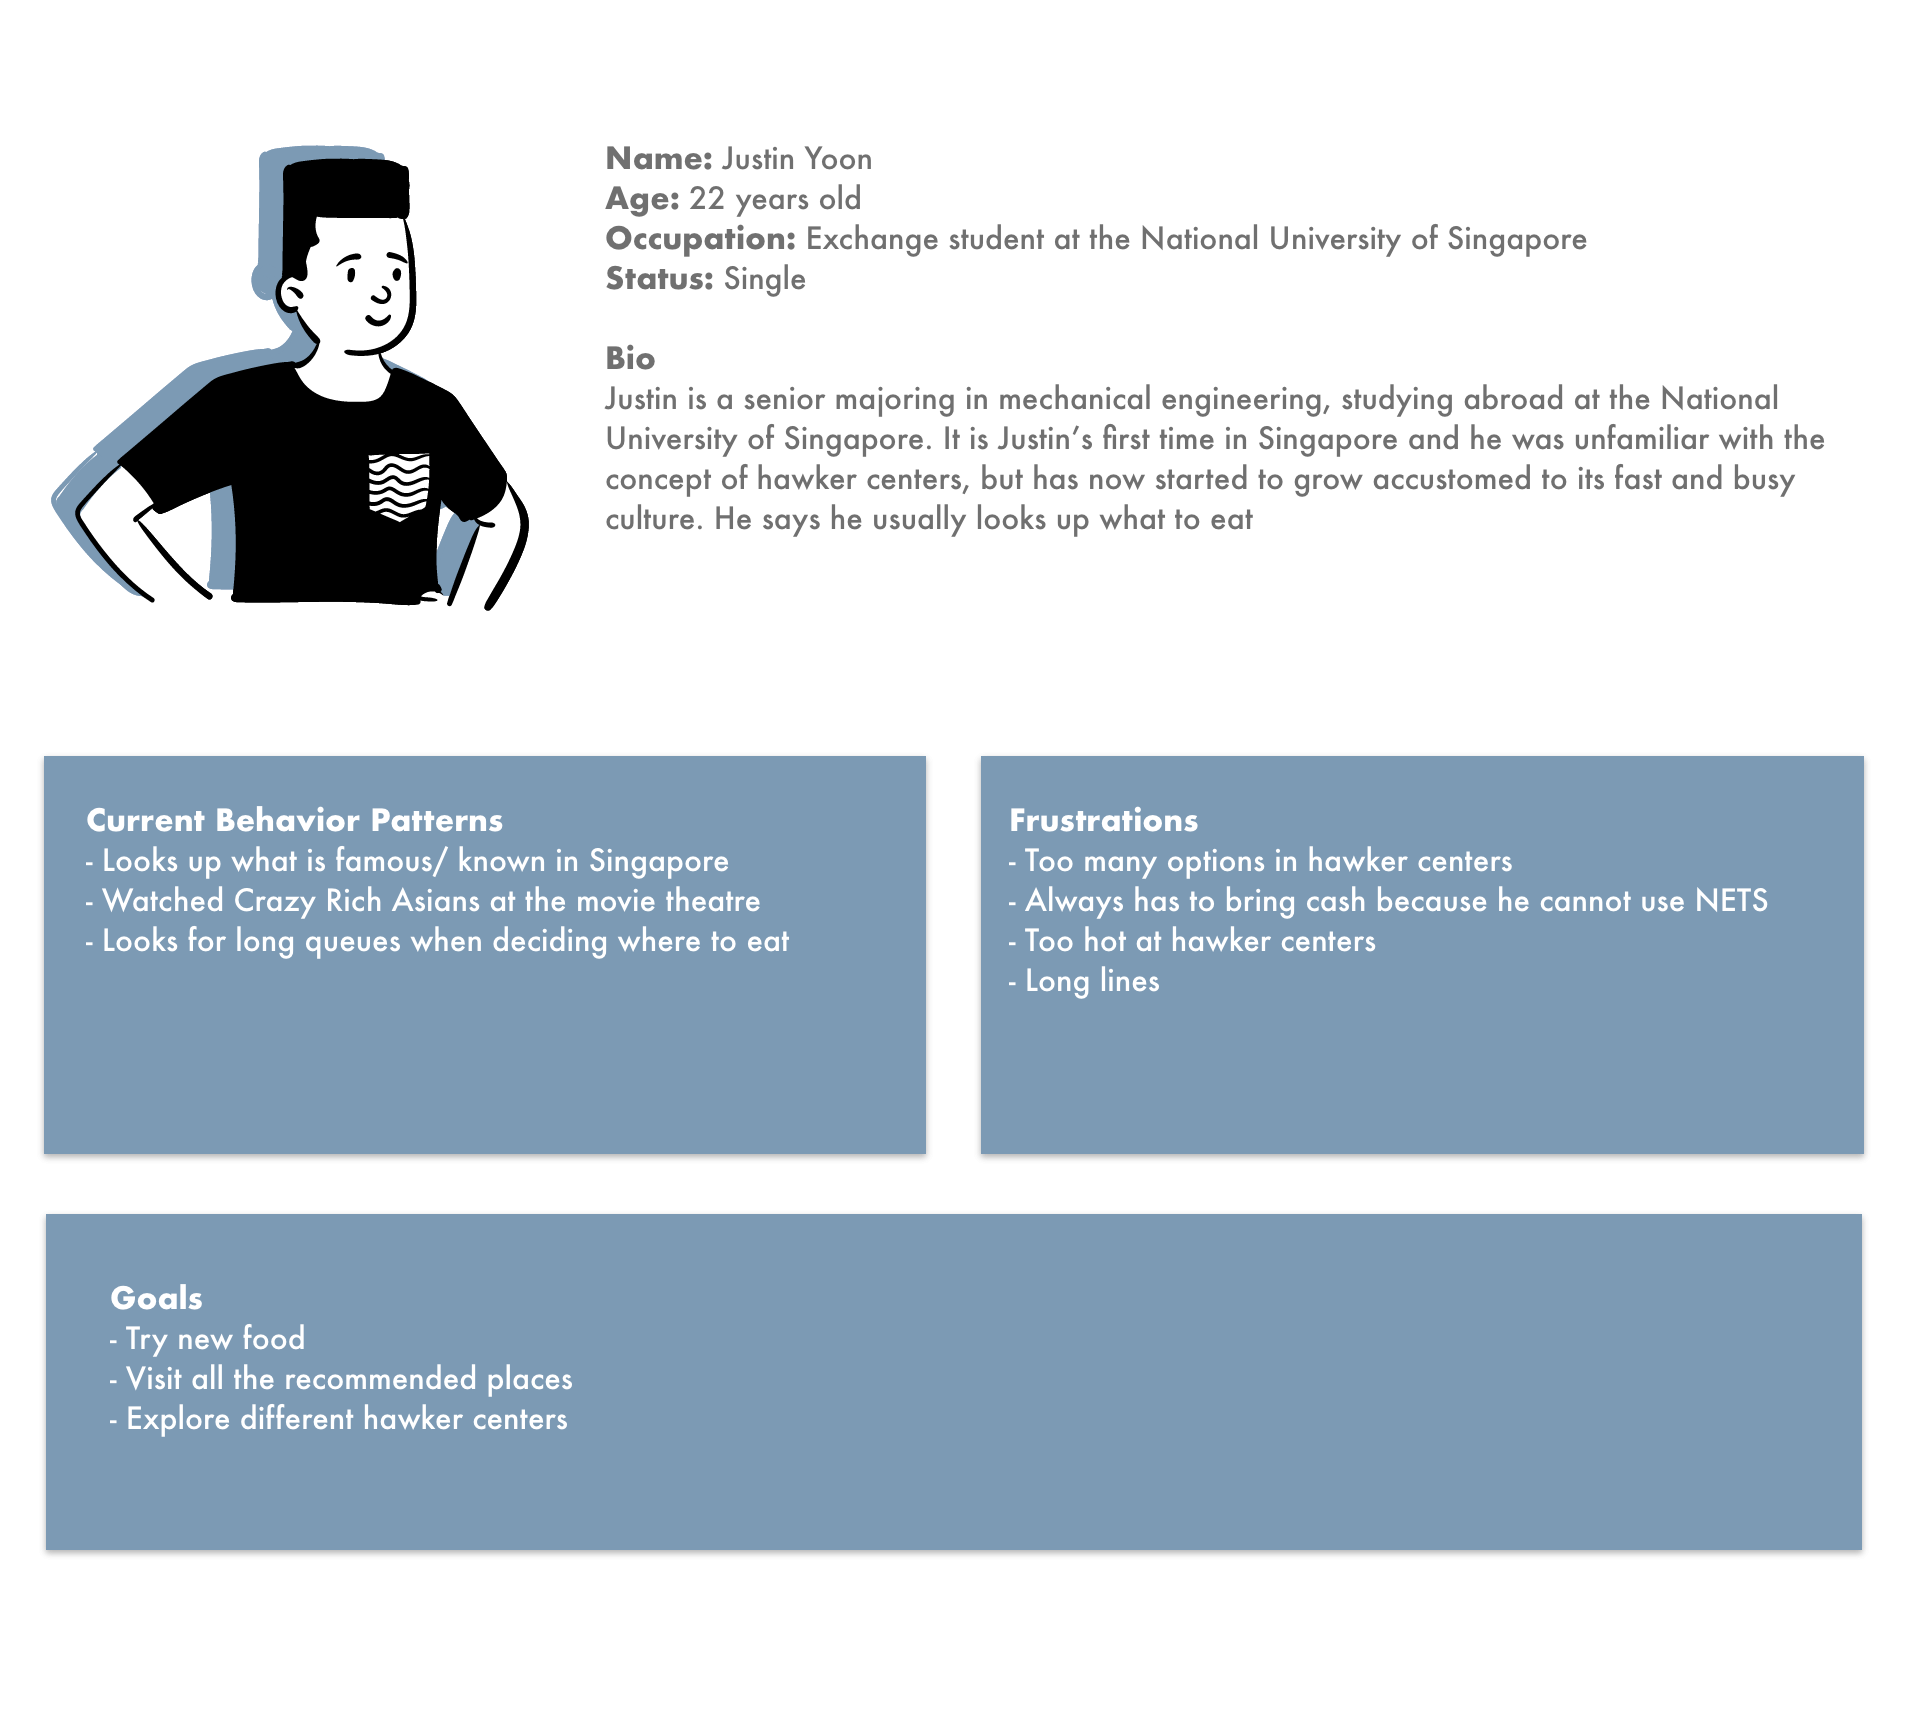 Name: Justin Yoon
Age: 22 years old
Occupation: Exchange student at the National University of Singapore
Status: Single
Bio
Justin is a senior majoring in mechanical engineering, studying abroad at the National
University of Singapore. It is Justin’s first time in Singapore and he was unfamiliar with the
concept of hawker centers, but has now started to grow accustomed to its fast and busy
culture. He says he usually looks up what to eat
Current Behavior Patterns
- Looks up what is famous/ known in Singapore
- Watched Crazy Rich Asians at the movie theatre
- Looks for long queues when deciding where to eat
Frustrations
- Too many options in hawker centers
- Always has to bring cash because he cannot use NETS
- Too hot at hawker centers
- Long lines
Goals
- Try new food
- Visit all the recommended places
- Explore different hawker centers